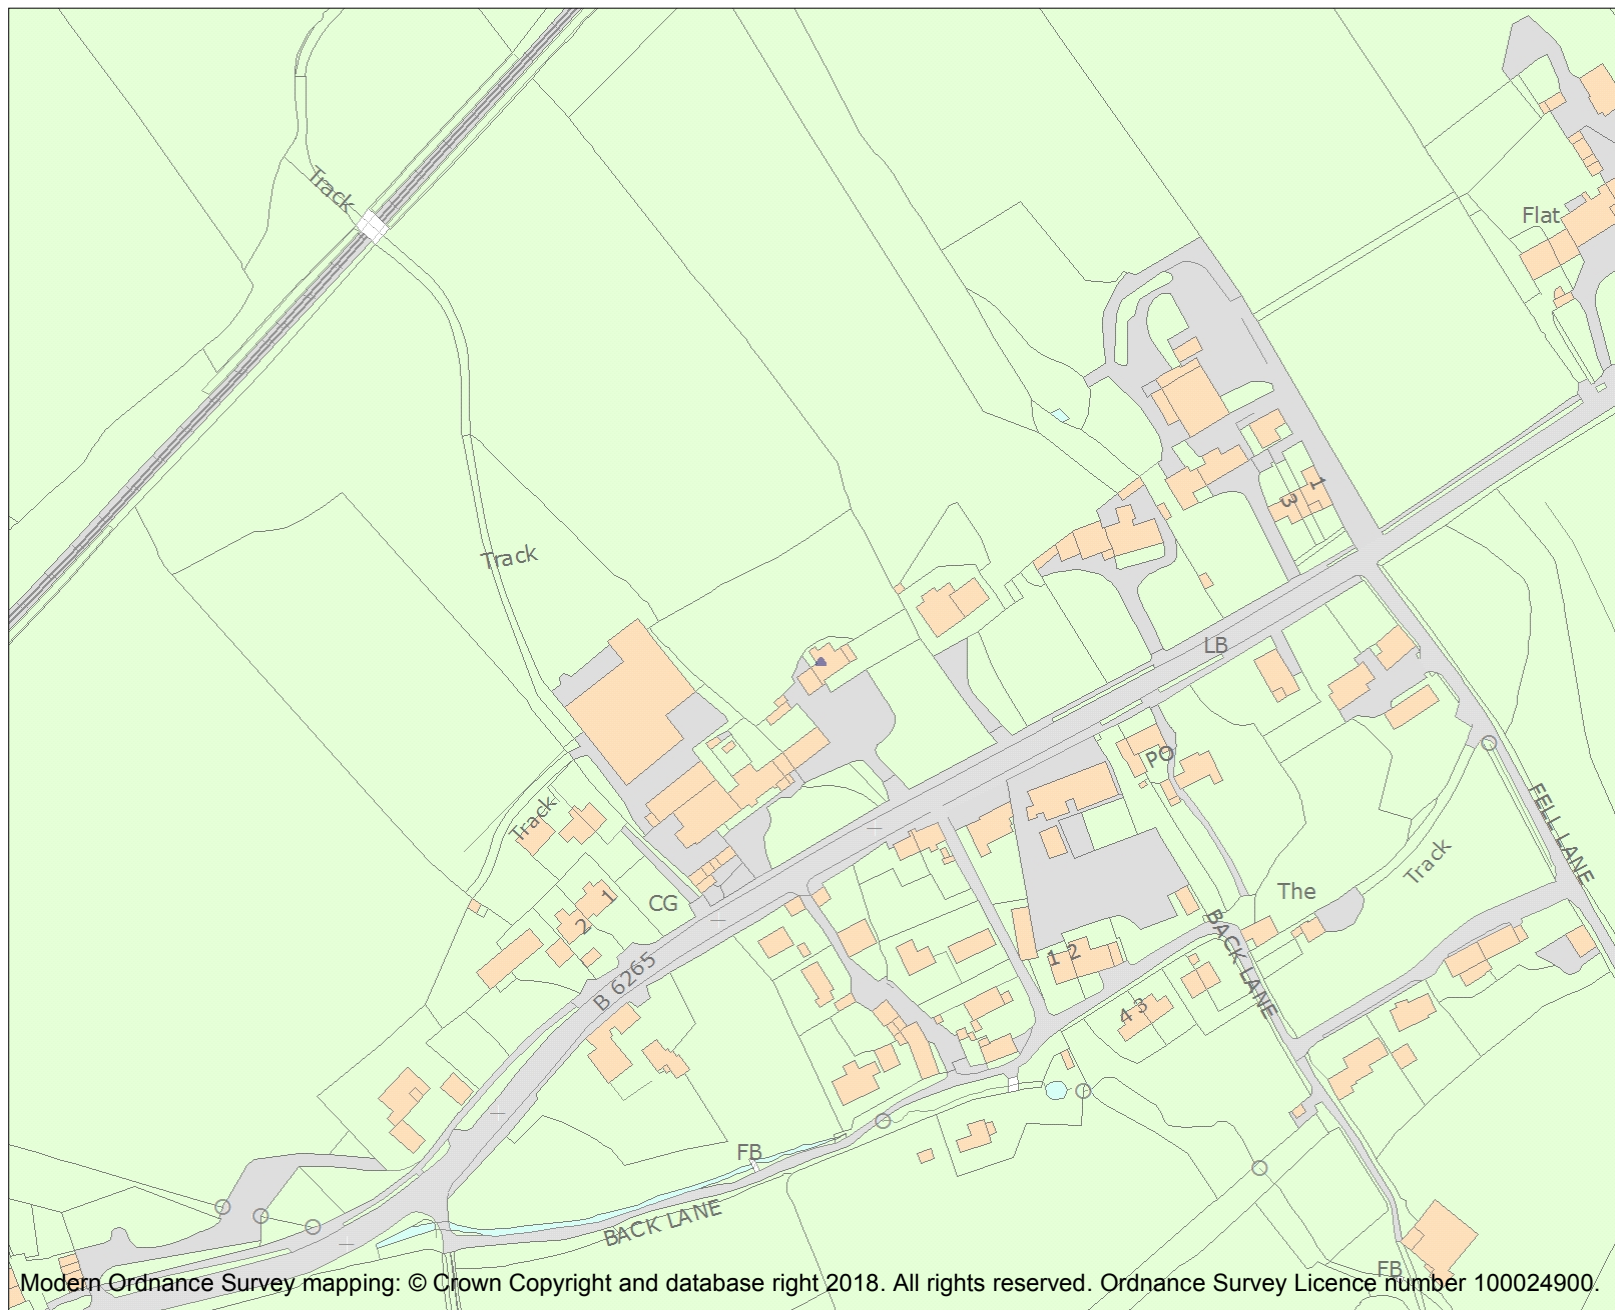 Track
Flat
Track
1
3
LB
PO
Track
FELL LANE
Track
The
CG
1
2
1 2
BACK LANE
B 6265
4 3
FB
BACK LANE
FB
Modern Ordnance Survey mapping: © Crown Copyright and database right 2018. All rights reserved. Ordnance Survey Licence number 100024900.